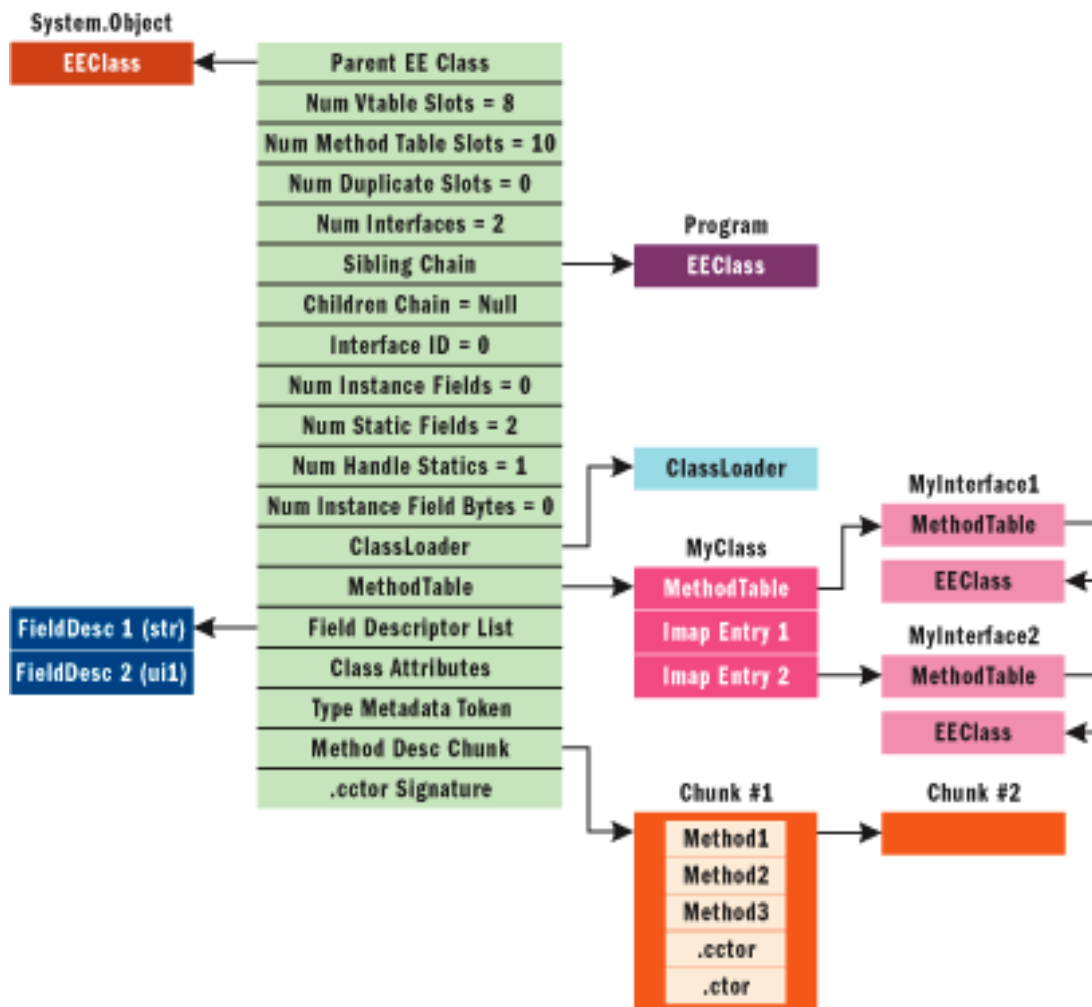 System.Object
EEClass
Parent EE Class
Num Vtable Slots = 8
Num Method Table Slots = 10
Num Duplicate Slots = 0
Num Interfaces = 2
Sibling Chain
Children Chain = Null
Interface ID = 0
Num Instance Fields = 0
Num Static Fields = 2
Num Handle Statics = 1
Num Instance Field Bytes = 0
ClassLoader
MethodTable
Field Descriptor List
Class Attributes
Type Metadata Token
Method Desc Chunk
.cctor Signature
FieldDesc 1 (str)
FieldDesc 2 (ui1)
Program
EEClass
ClassLoader
MyClass
MethodTable
Imap Entry 1
Imap Entry 2
MyInterface1
MethodTable
EEClass
MyInterface2
MethodTable
EEClass
Chunk #1
Method1
Method2
Method3
.cctor
.ctor
Chunk #2